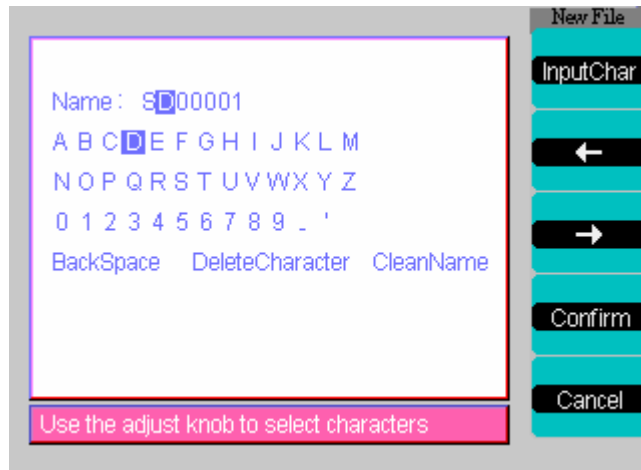 New File
Name : SD00001
A B C D E F G H I J K L M
N O P Q R S T U V W X Y Z
0 1 2 3 4 5 6 7 8 9 _ '
BackSpace DeleteCharacter CleanName
Use the adjust knob to select characters
InputChar
←
→
Confirm
Cancel